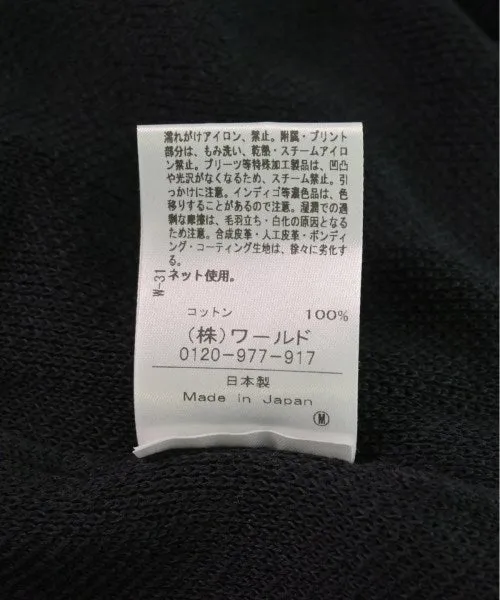 濡れがけアイロン、禁止。附属・プリント
部分は、もみ洗い、乾塾・スチームアイロ
ン禁止。プリーツ等特殊加工製品は、凹凸
や光沢がなくなるため、スチーム禁止。引
っかけに注意。インディゴ等濃色品は、色
移りすることがあるので注意。湿潤での過
剰な摩擦は、毛羽立ち・白化の原因となる
ため注意。合成皮革・人工皮革・ボンディ
ング・コーティング生地は、徐々に劣化す
る。
ネット使用。
W-31
コットン 100%
(株)ワールド
0120-977-917
日本製
Made in Japan
M